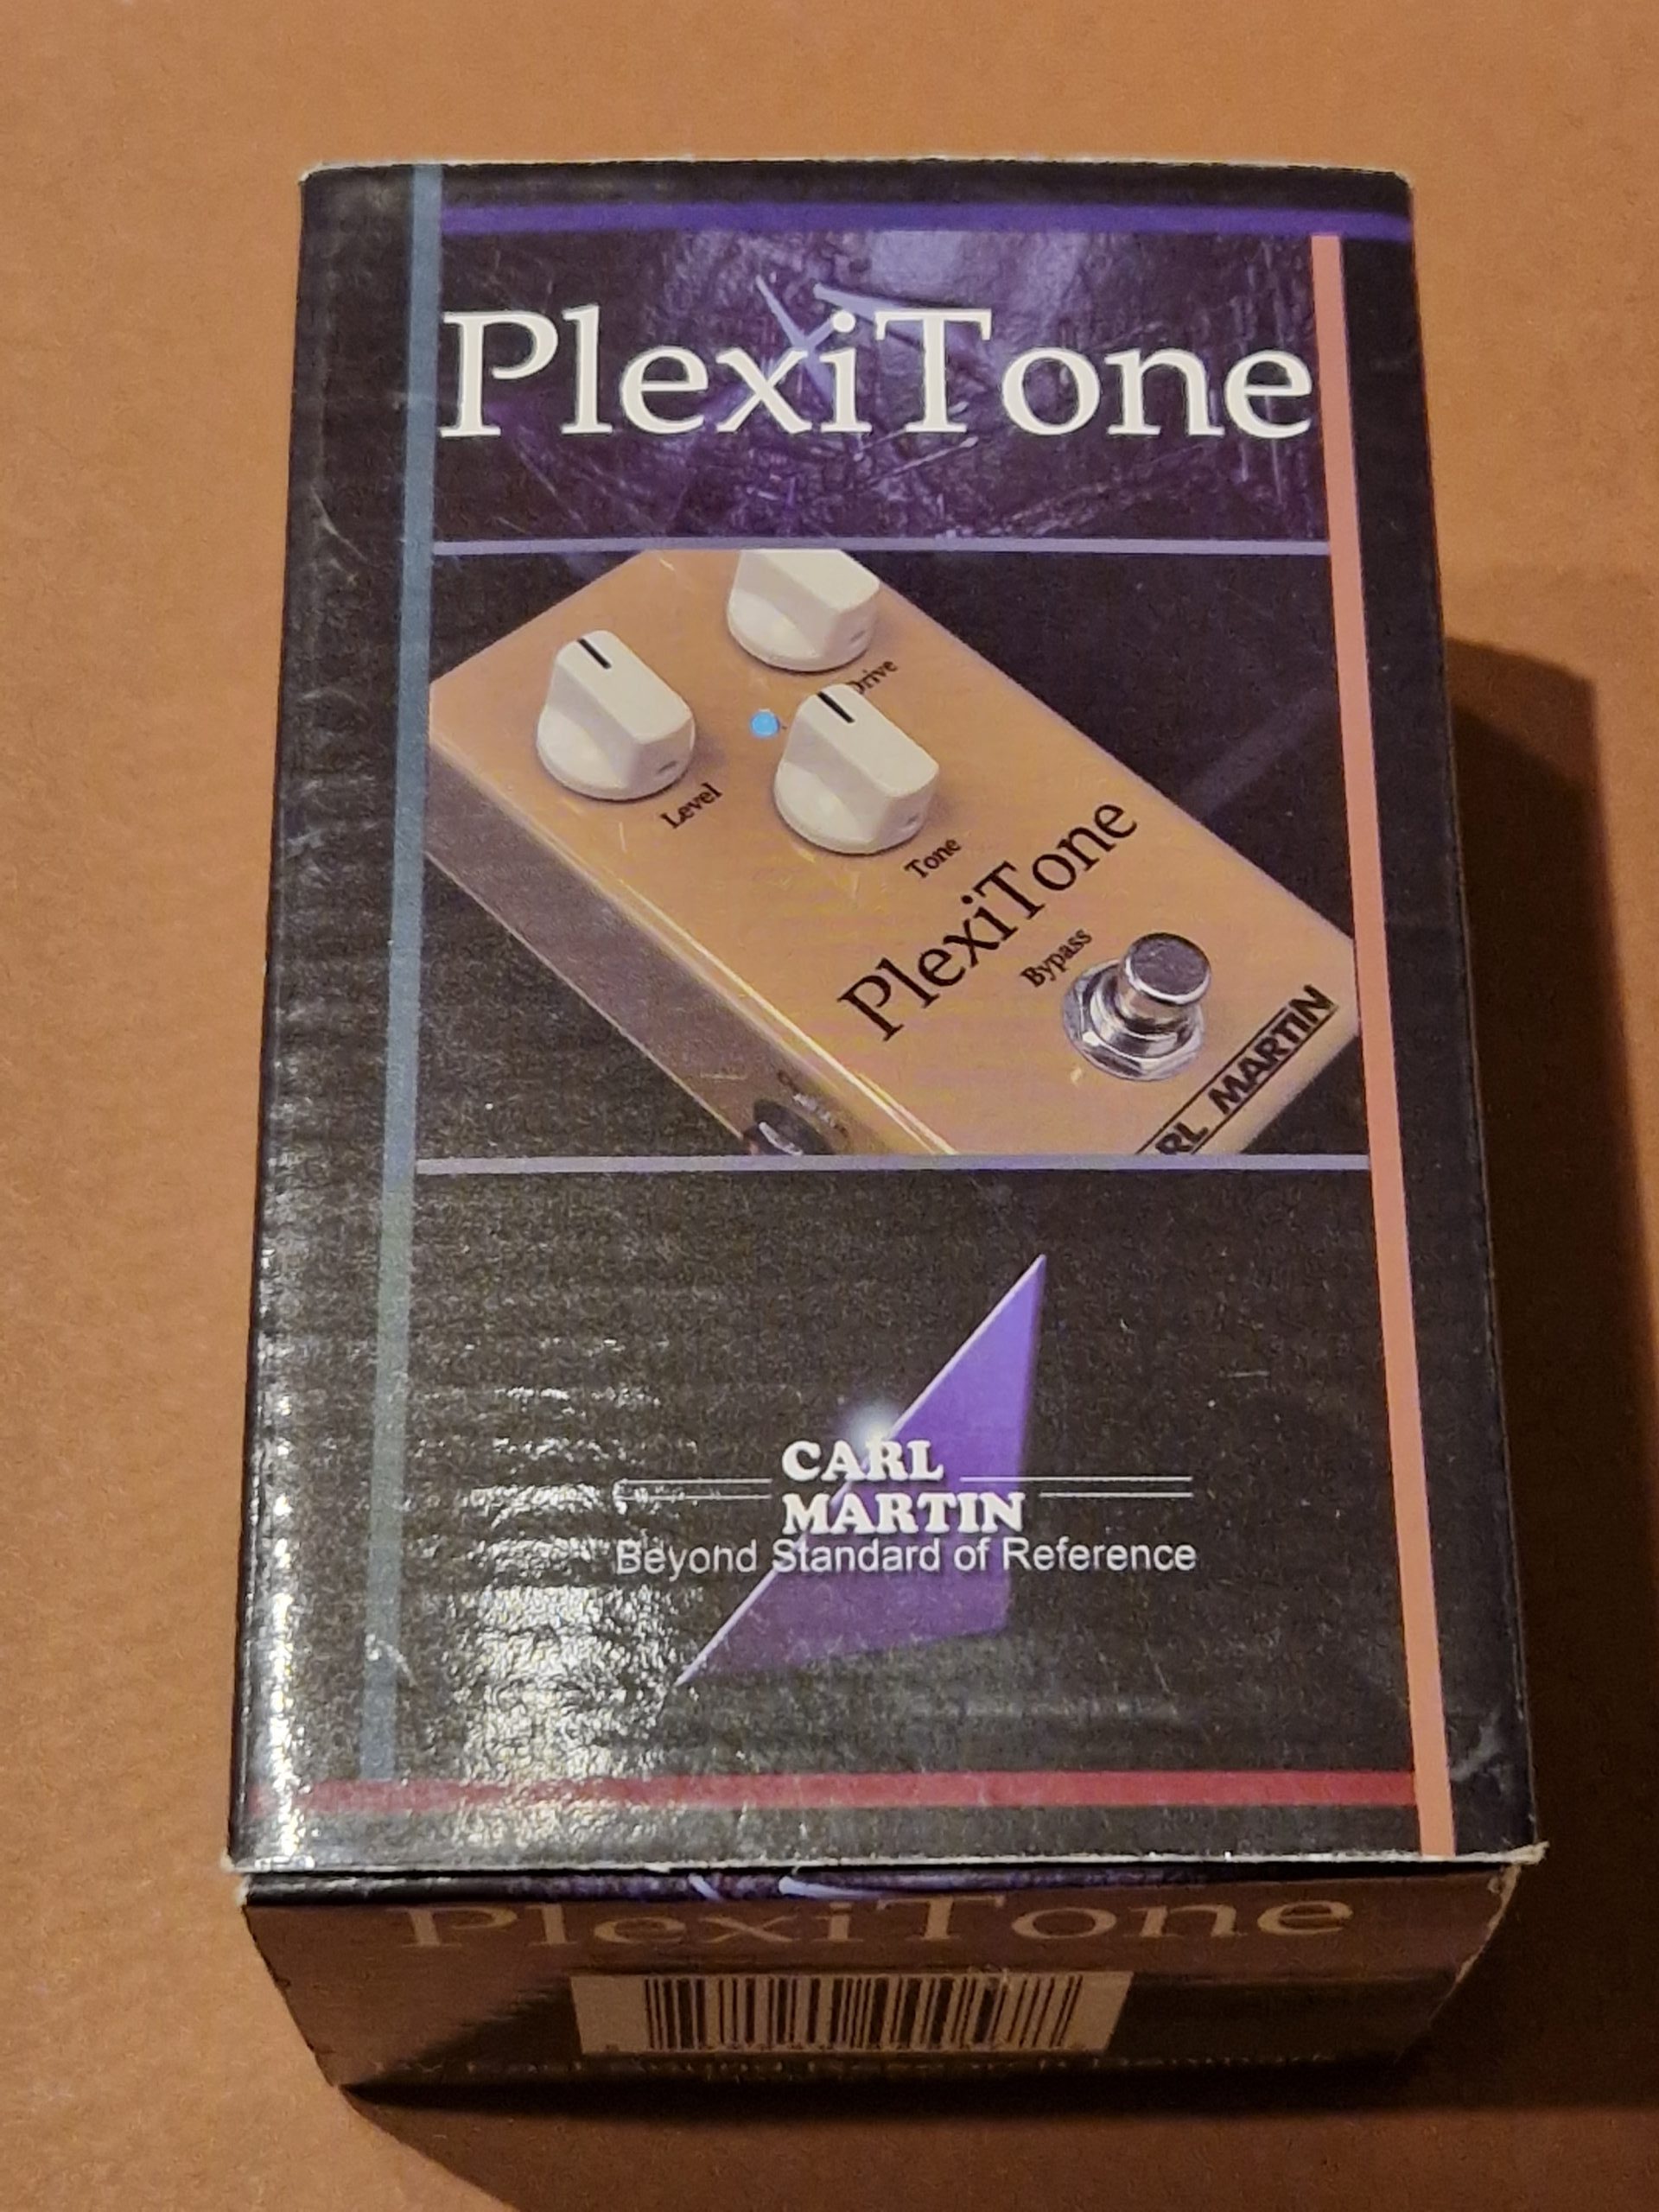 PlexiTone
Drive
Level
Tone
PlexiTone
Bypass
RL MARTIN
CARL
MARTIN
Beyond Standard of Reference
PlexiTone